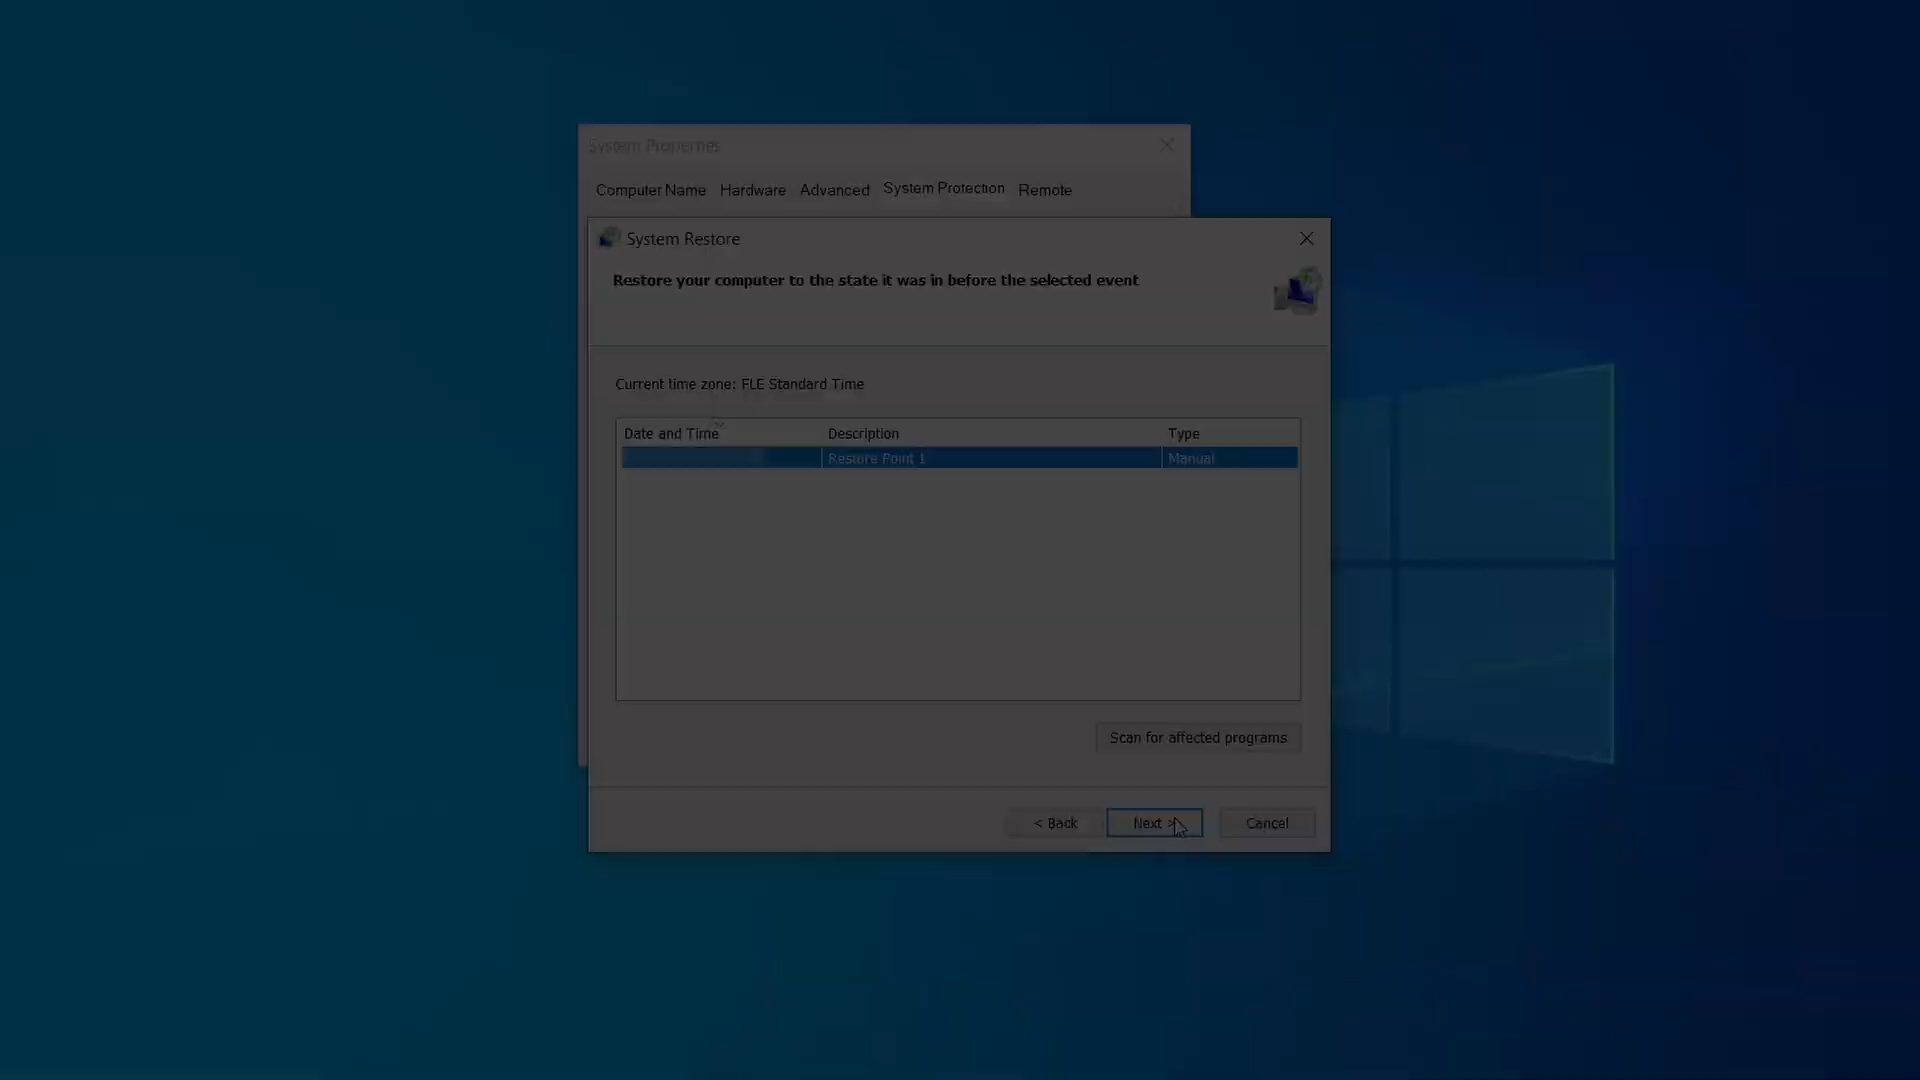 System Properties
Computer Name Hardware Advanced System Protection Remote
System Restore
Restore your computer to the state it was in before the selected event
Current time zone: FLE Standard Time
Date and Time Description Type
Restore Point 1 Manual
Scan for affected programs
< Back Next > Cancel